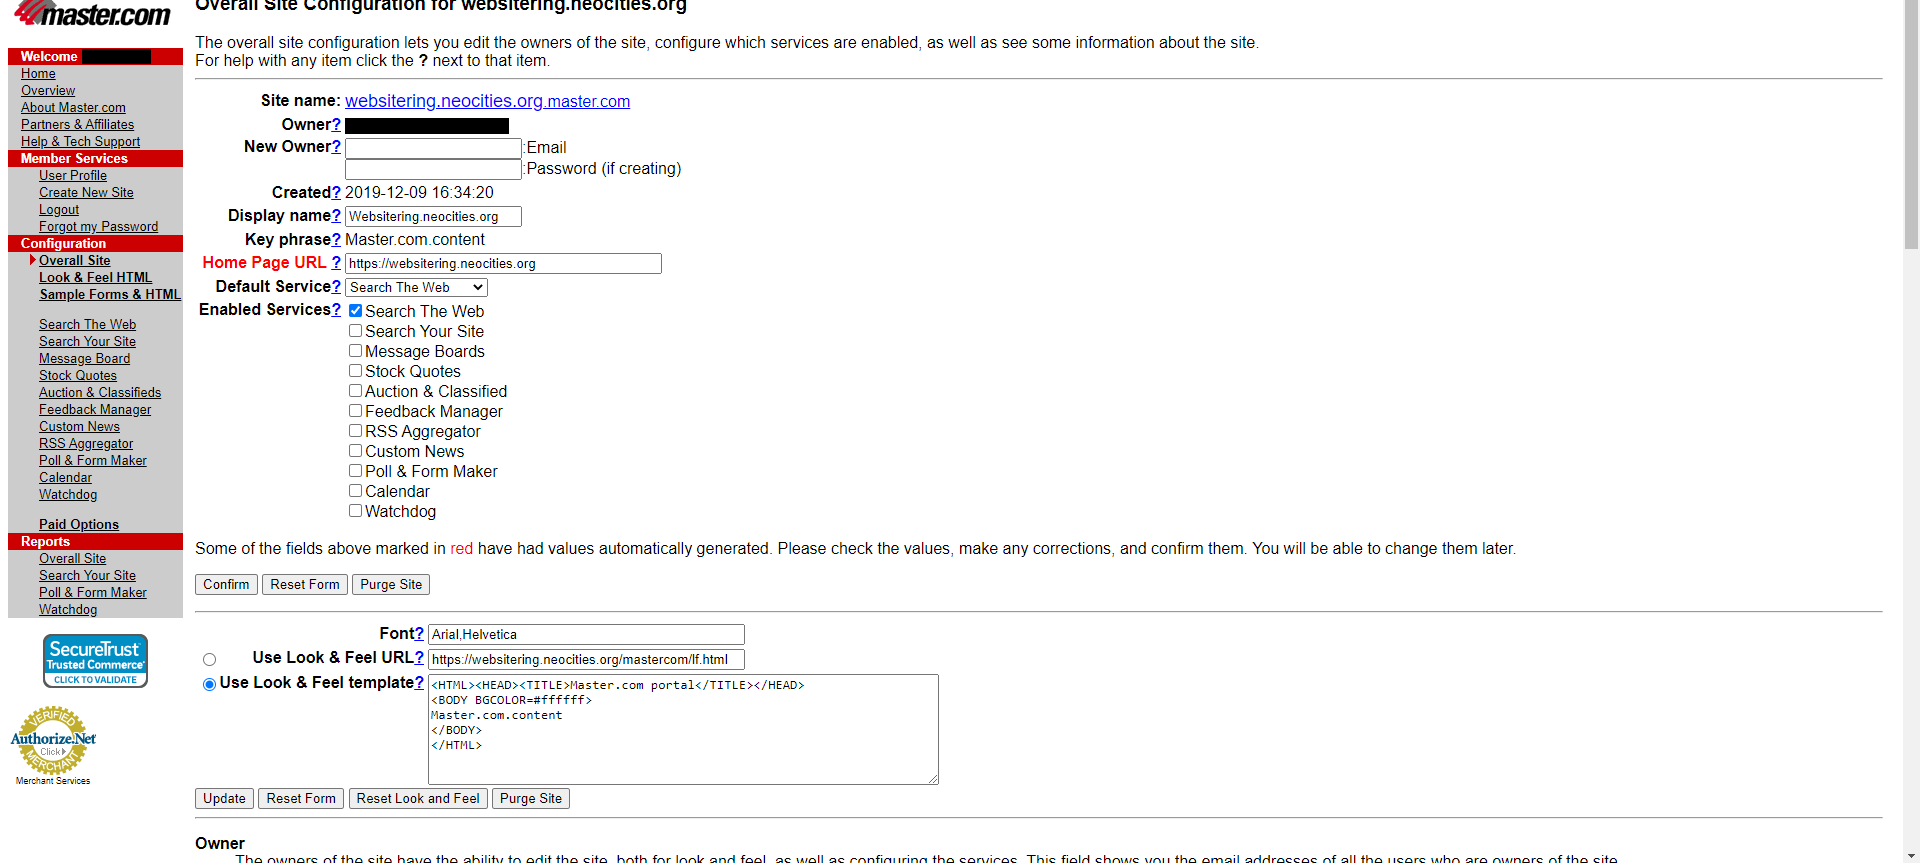 master.com
Welcome
Home
Overview
About Master.com
Partners & Affiliates
Help & Tech Support
Member Services
User Profile
Create New Site
Logout
Forgot my Password
Configuration
Overall Site
Look & Feel HTML
Sample Forms & HTML
Search The Web
Search Your Site
Message Board
Stock Quotes
Auction & Classifieds
Feedback Manager
Custom News
RSS Aggregator
Poll & Form Maker
Calendar
Watchdog
Paid Options
Reports
Overall Site
Search Your Site
Poll & Form Maker
Watchdog
SecureTrust™
Trusted Commerce™
CLICK TO VALIDATE
VERIFIED
Authorize.Net
Click
MERCHANT
Merchant Services
Overall Site Configuration for websitering.neocities.org
The overall site configuration lets you edit the owners of the site, configure which services are enabled, as well as see some information about the site.
For help with any item click the ? next to that item.
Site name: websitering.neocities.org.master.com
Owner?
New Owner? :Email
:Password (if creating)
Created? 2019-12-09 16:34:20
Display name? Websitering.neocities.org
Key phrase? Master.com.content
Home Page URL ? https://websitering.neocities.org
Default Service? Search The Web
Enabled Services? Search The Web
Search Your Site
Message Boards
Stock Quotes
Auction & Classified
Feedback Manager
RSS Aggregator
Custom News
Poll & Form Maker
Calendar
Watchdog
Some of the fields above marked in red have had values automatically generated. Please check the values, make any corrections, and confirm them. You will be able to change them later.
Confirm Reset Form Purge Site
Font? Arial,Helvetica
Use Look & Feel URL? https://websitering.neocities.org/mastercom/lf.html
Use Look & Feel template? <HTML><HEAD><TITLE>Master.com portal</TITLE></HEAD>
<BODY BGCOLOR=#ffffff>
Master.com.content
</BODY>
</HTML>
Update Reset Form Reset Look and Feel Purge Site
Owner
The owners of the site have the ability to edit the site, both for look and feel, as well as configuring the services. This field shows you the email addresses of all the users who are owners of the site